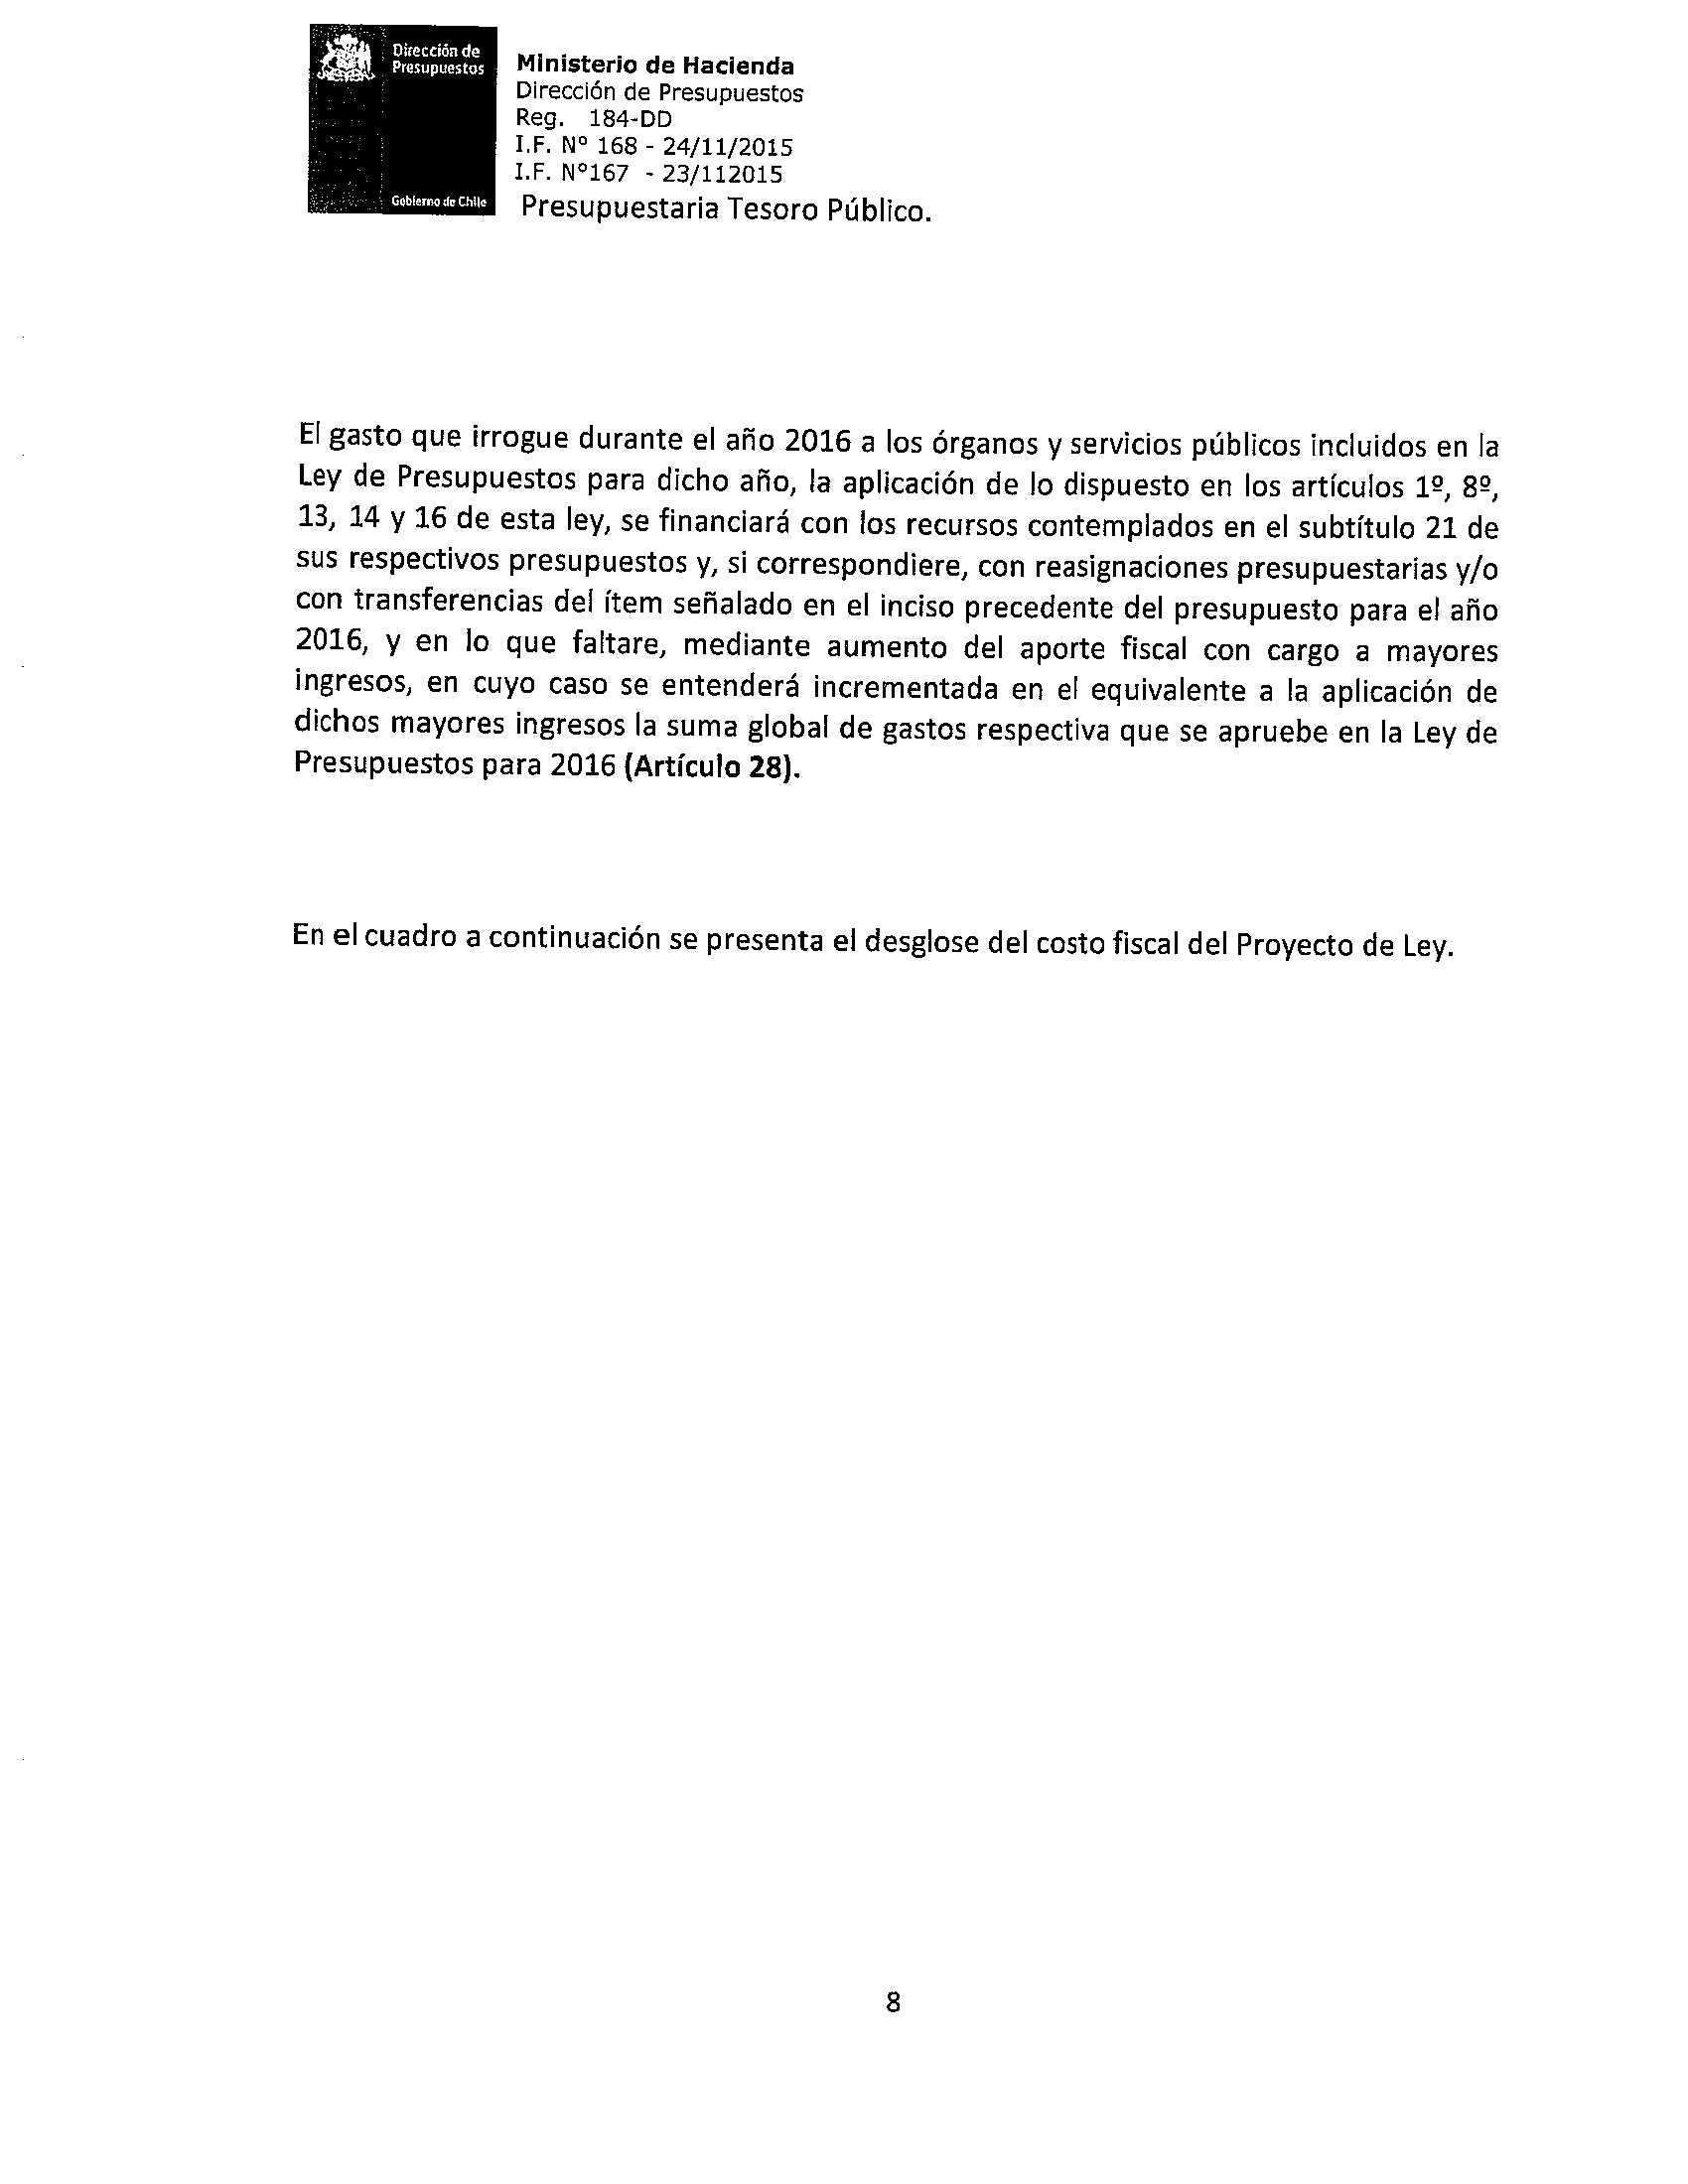 Dirección de
Presupuestos
Gobierno de Chile
Ministerio de Hacienda
Dirección de Presupuestos
Reg. 184-DD
I.F. Nº 168 - 24/11/2015
I.F. Nº167 - 23/112015
Presupuestaria Tesoro Público.
El gasto que irrogue durante el año 2016 a los órganos y servicios públicos incluidos en la
Ley de Presupuestos para dicho año, la aplicación de lo dispuesto en los artículos 1º, 8º,
13, 14 y 16 de esta ley, se financiará con los recursos contemplados en el subtítulo 21 de
sus respectivos presupuestos y, si correspondiere, con reasignaciones presupuestarias y/o
con transferencias del ítem señalado en el inciso precedente del presupuesto para el año
2016, y en lo que faltare, mediante aumento del aporte fiscal con cargo a mayores
ingresos, en cuyo caso se entenderá incrementada en el equivalente a la aplicación de
dichos mayores ingresos la suma global de gastos respectiva que se apruebe en la Ley de
Presupuestos para 2016 (Artículo 28).
En el cuadro a continuación se presenta el desglose del costo fiscal del Proyecto de Ley.
8